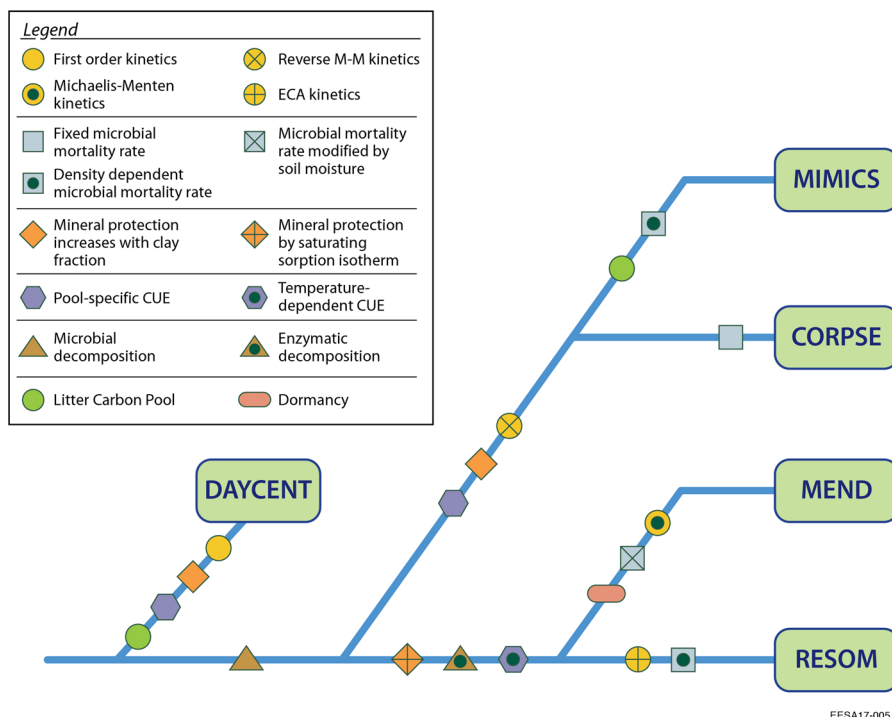 Legend
First order kinetics
Reverse M-M kinetics
Michaelis-Menten
kinetics
ECA kinetics
Fixed microbial
mortality rate
Microbial mortality
rate modified by
soil moisture
Density dependent
microbial mortality rate
Mineral protection
increases with clay
fraction
Mineral protection
by saturating
sorption isotherm
Pool-specific CUE
Temperature-
dependent CUE
Microbial
decomposition
Enzymatic
decomposition
Litter Carbon Pool
Dormancy
MIMICS
CORPSE
DAYCENT
MEND
RESOM
EESA17-005